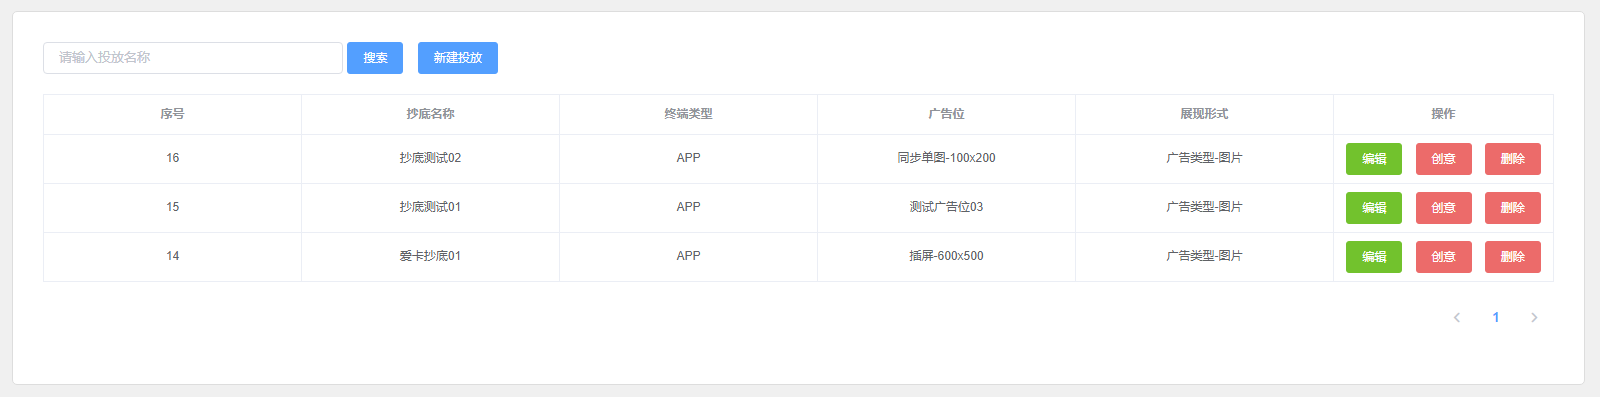 请输入投放名称 搜索 新建投放
序号 抄底名称 终端类型 广告位 展现形式 操作
16 抄底测试02 APP 同步单图-100x200 广告类型-图片 编辑 创意 删除
15 抄底测试01 APP 测试广告位03 广告类型-图片 编辑 创意 删除
14 爱卡抄底01 APP 插屏-600x500 广告类型-图片 编辑 创意 删除
1